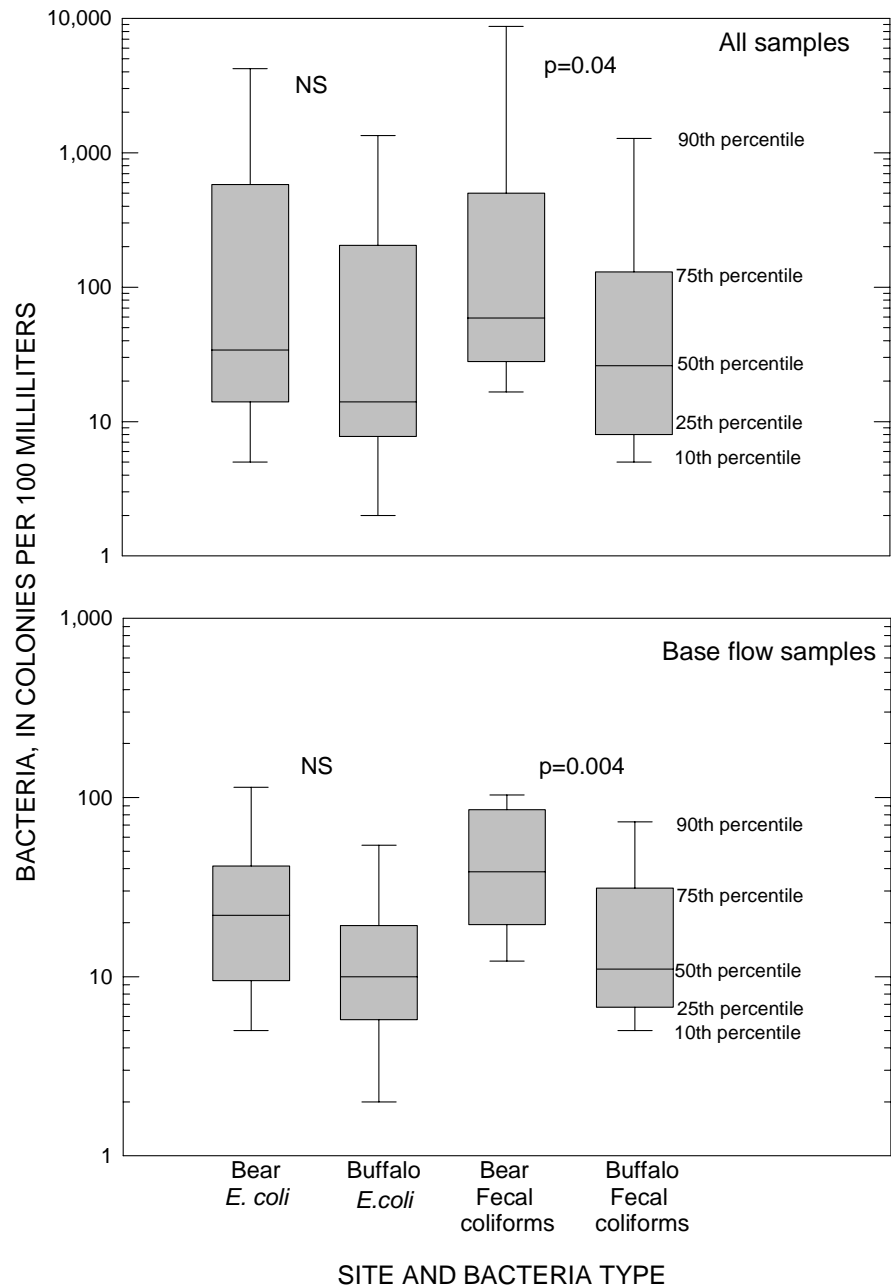 10,000
1,000
100
10
1
All samples
NS
p=0.04
90th percentile
75th percentile
50th percentile
25th percentile
10th percentile
BACTERIA, IN COLONIES PER 100 MILLILITERS
1,000
100
10
1
Base flow samples
NS
p=0.004
90th percentile
75th percentile
50th percentile
25th percentile
10th percentile
Bear
E. coli
Buffalo
E.coli
Bear
Fecal
coliforms
Buffalo
Fecal
coliforms
SITE AND BACTERIA TYPE